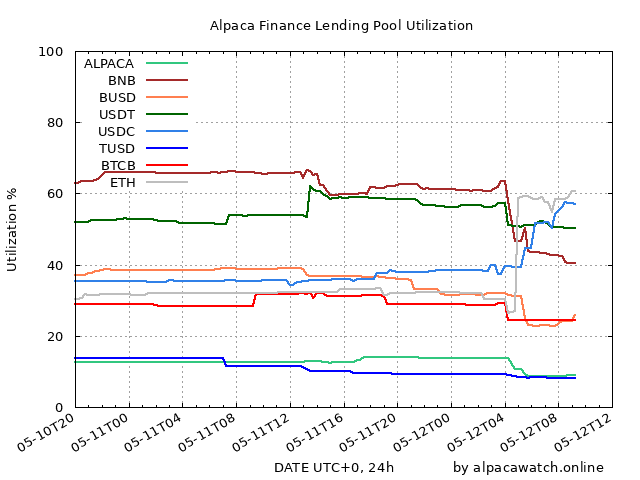 Alpaca Finance Lending Pool Utilization
100
80
60
40
20
0
Utilization %
ALPACA
BNB
BUSD
USDT
USDC
TUSD
BTCB
ETH
05-10T20
05-11T00
05-11T04
05-11T08
05-11T12
05-11T16
05-11T20
05-12T00
05-12T04
05-12T08
05-12T12
DATE UTC+0, 24h
by alpacawatch.online